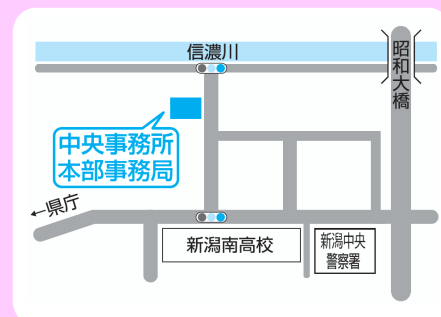 信濃川
昭和大橋
中央事務所
本部事務局
←県庁
新潟南高校
新潟中央
警察署